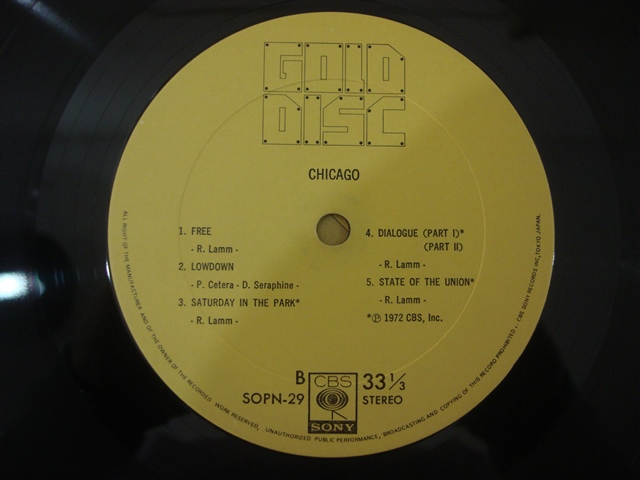 GOLD
DISC
CHICAGO
1. FREE
- R. Lamm -
2. LOWDOWN
- P. Cetera - D. Seraphine -
3. SATURDAY IN THE PARK*
- R. Lamm -
4. DIALOGUE (PART I)*
(PART II)
- R. Lamm -
5. STATE OF THE UNION*
- R. Lamm -
*℗ 1972 CBS, Inc.
B
SOPN-29
CBS
SONY
33 1/3
STEREO
ALL RIGHT OF THE MANUFACTURER AND OF THE OWNER OF THE RECORDED WORK RESERVED, UNAUTHORIZED PUBLIC PERFORMANCE, BROADCASTING AND COPYING OF THIS RECORD PROHIBITED · CBS SONY RECORDS INC, TOKYO JAPAN.